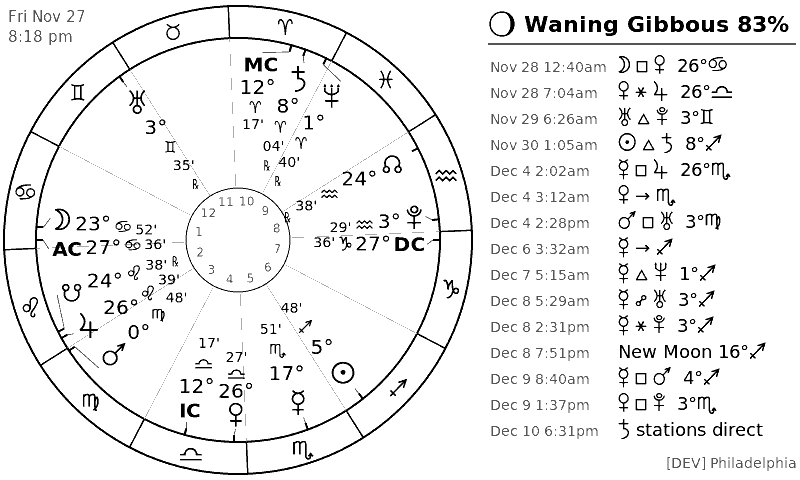 Fri Nov 27
8:18 pm
MC
12°
♈
17'
♄
8°
♈
04'
℞
♆
1°
♈
40'
℞
♅
3°
♊
35'
℞
☊
24°
♒
38'
℞
☽ 23° ♋ 52'
AC 27° ♋ 36'
☋ 24° ♌ 38' ℞
♃ 26° ♌ 39'
♂ 0° ♍ 48'
29' ♒ 3° ♇
36' ♑ 27° DC
17'
♎
12°
IC
27'
♎
26°
♀
51'
♏
17°
☿
48'
♐
5°
☉
1
2
3
4
5
6
7
8
9
10
11
12
♈
♉
♊
♋
♌
♍
♎
♏
♐
♑
♒
♓
Waning Gibbous 83%
Nov 28 12:40am ☽ □ ♀ 26°♋
Nov 28 7:04am ♀ ⚹ ♃ 26°♎
Nov 29 6:26am ♅ △ ♇ 3°♊
Nov 30 1:05am ☉ △ ♄ 8°♐
Dec 4 2:02am ☿ □ ♃ 26°♏
Dec 4 3:12am ♀ → ♏
Dec 4 2:28pm ♂ □ ♅ 3°♍
Dec 6 3:32am ☿ → ♐
Dec 7 5:15am ☿ △ ♆ 1°♐
Dec 8 5:29am ☿ ☍ ♅ 3°♐
Dec 8 2:31pm ☿ ⚹ ♇ 3°♐
Dec 8 7:51pm New Moon 16°♐
Dec 9 8:40am ☿ □ ♂ 4°♐
Dec 9 1:37pm ♀ □ ♇ 3°♏
Dec 10 6:31pm ♄ stations direct
[DEV] Philadelphia